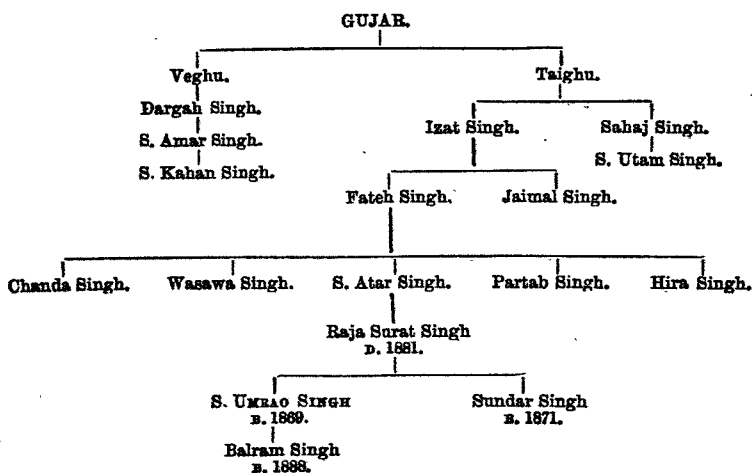 GUJAR.
Veghu. Taighu.
Dargah Singh.
Izat Singh. Sahaj Singh.
S. Amar Singh.
S. Utam Singh.
S. Kahan Singh.
Fateh Singh. Jaimal Singh.
Chanda Singh. Wasawa Singh. S. Atar Singh. Partab Singh. Hira Singh.
Raja Surat Singh
D. 1881.
S. UMRAO SINGH Sundar Singh
B. 1869. B. 1871.
Balram Singh
B. 1888.